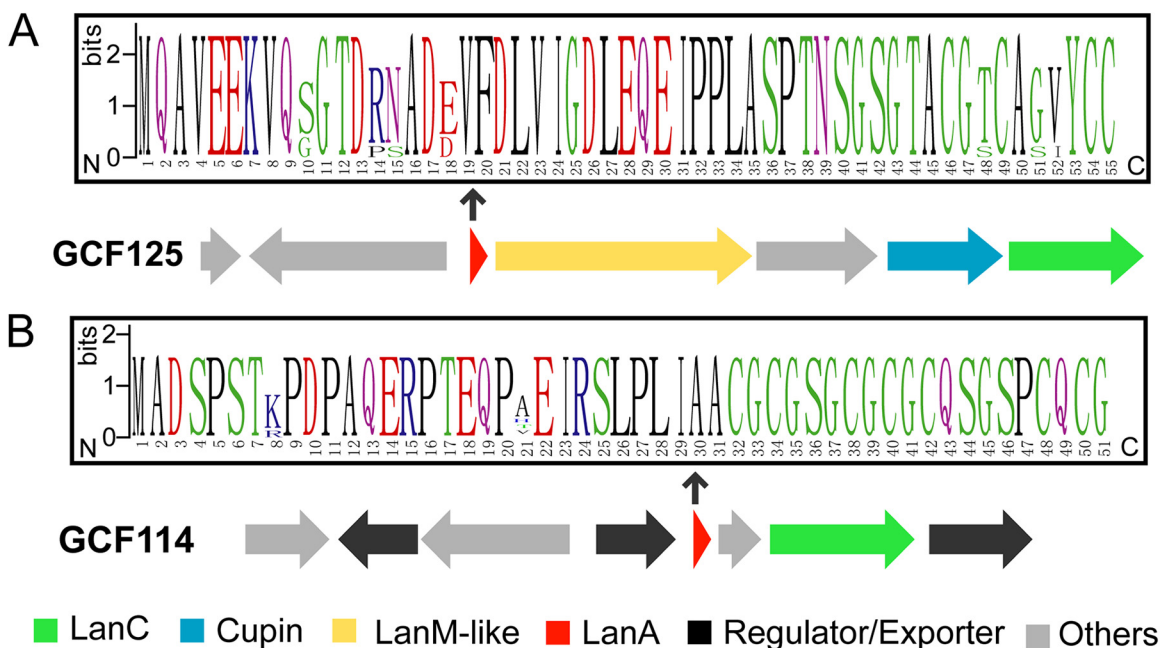 A
bits
2
1
0
MQAVEEKVQSGTDRNADEVFDLVIGDLEQEIPPLASPTNSGSGTACGTCAGVYCC
G P S D S S I
N 1 2 3 4 5 6 7 8 9 10 11 12 13 14 15 16 17 18 19 20 21 22 23 24 25 26 27 28 29 30 31 32 33 34 35 36 37 38 39 40 41 42 43 44 45 46 47 48 49 50 51 52 53 54 55 C
GCF125
B
bits
2
1
0
MADSPSTKPDPAQERPTEQPAEIRSLPLIAACGCGSGCGCGCQSGSPCQCG
N 1 2 3 4 5 6 7 8 9 10 11 12 13 14 15 16 17 18 19 20 21 22 23 24 25 26 27 28 29 30 31 32 33 34 35 36 37 38 39 40 41 42 43 44 45 46 47 48 49 50 51 C
GCF114
LanC Cupin LanM-like LanA Regulator/Exporter Others